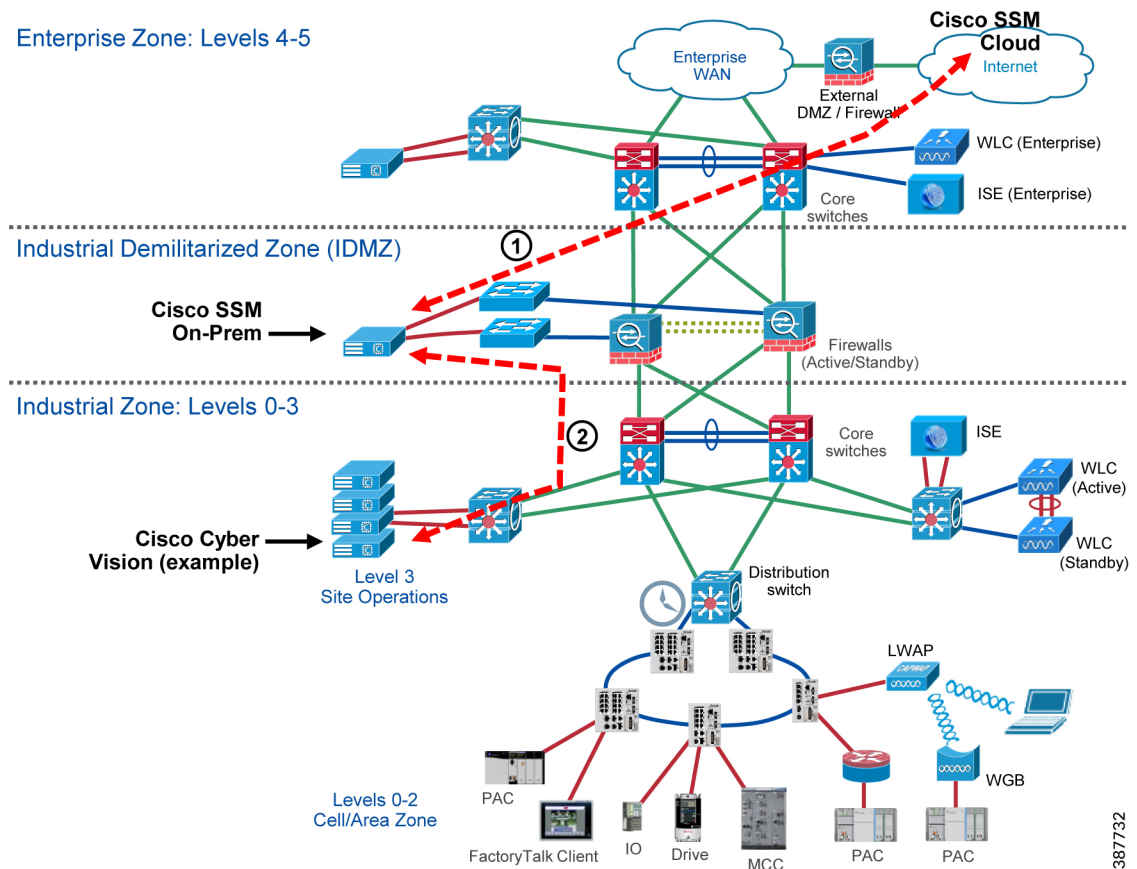 Enterprise Zone: Levels 4-5
Enterprise
WAN
External
DMZ / Firewall
Cisco SSM
Cloud
Internet
WLC (Enterprise)
ISE (Enterprise)
Core
switches
Industrial Demilitarized Zone (IDMZ)
1
Cisco SSM
On-Prem
Firewalls
(Active/Standby)
Industrial Zone: Levels 0-3
2
Core
switches
ISE
WLC
(Active)
WLC
(Standby)
Cisco Cyber
Vision (example)
Level 3
Site Operations
Distribution
switch
LWAP
CAPWAP
WGB
PAC
Levels 0-2
Cell/Area Zone
FactoryTalk Client
IO
Drive
MCC
PAC
PAC
387732